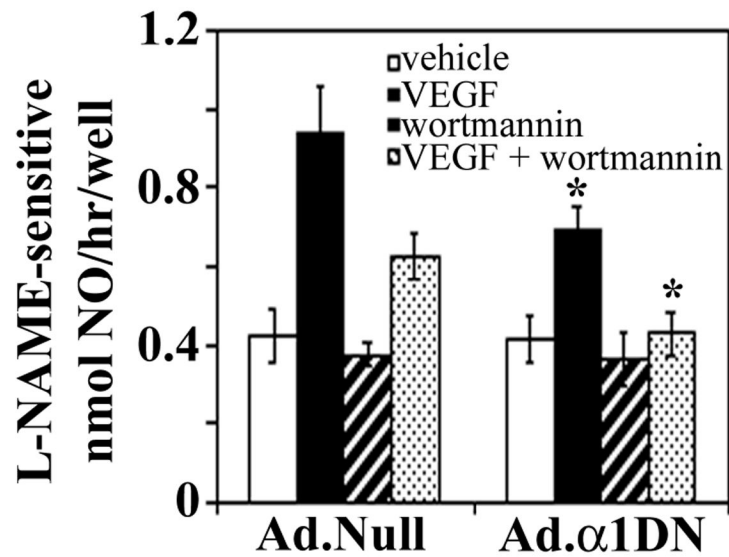 L-NAME-sensitive
nmol NO/hr/well
1.2
0.8
0.4
0
vehicle
VEGF
wortmannin
VEGF + wortmannin
*
*
Ad.Null
Ad.α1DN